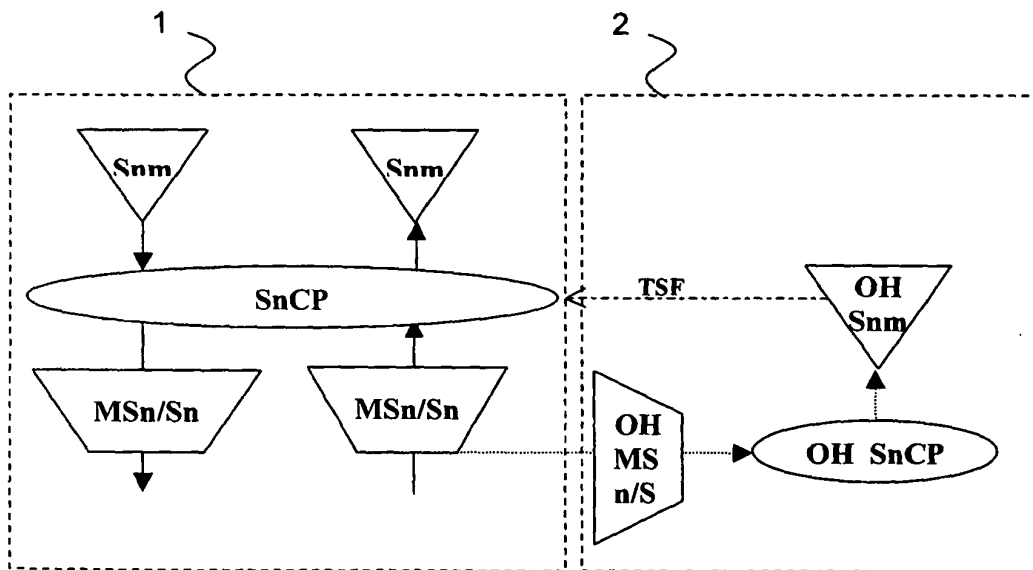 1
2
Snm
Snm
SnCP
TSF
OH
Snm
MSn/Sn
MSn/Sn
OH
MS
n/S
OH SnCP